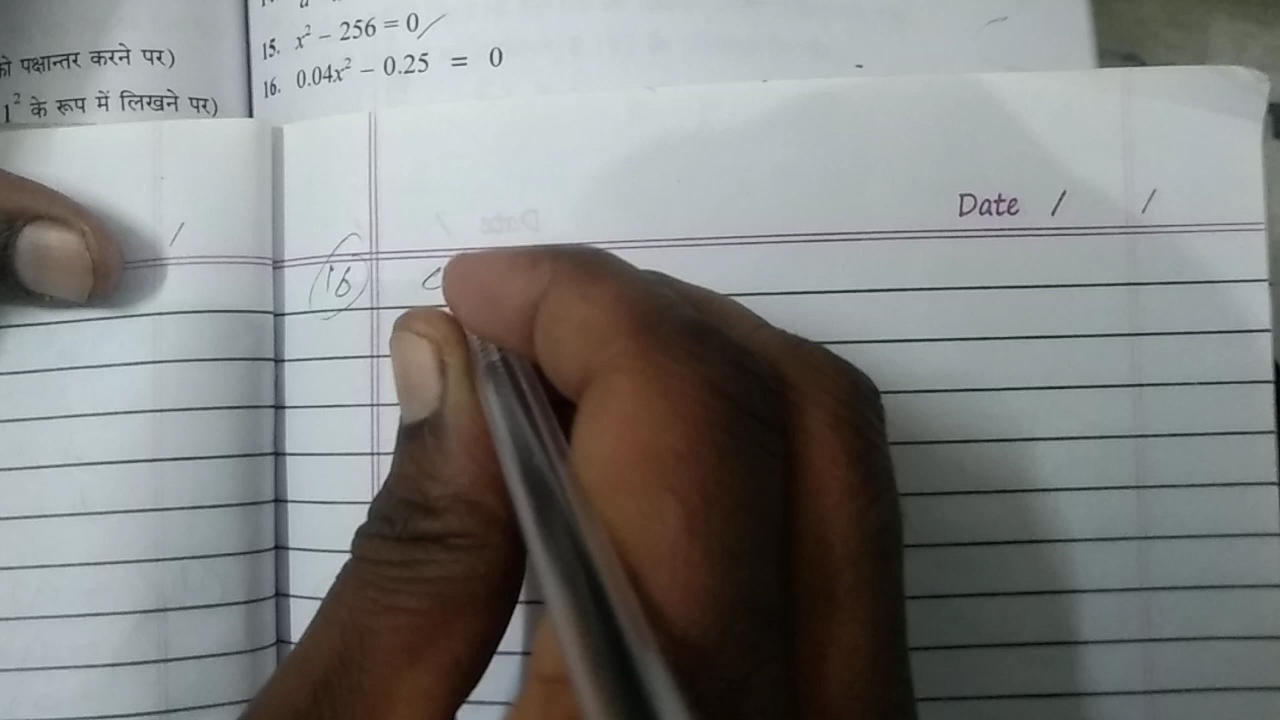 को पक्षान्तर करने पर)
1² के रूप में लिखने पर)
15. x² – 256 = 0
16. 0.04x² – 0.25 = 0
Date / /
16